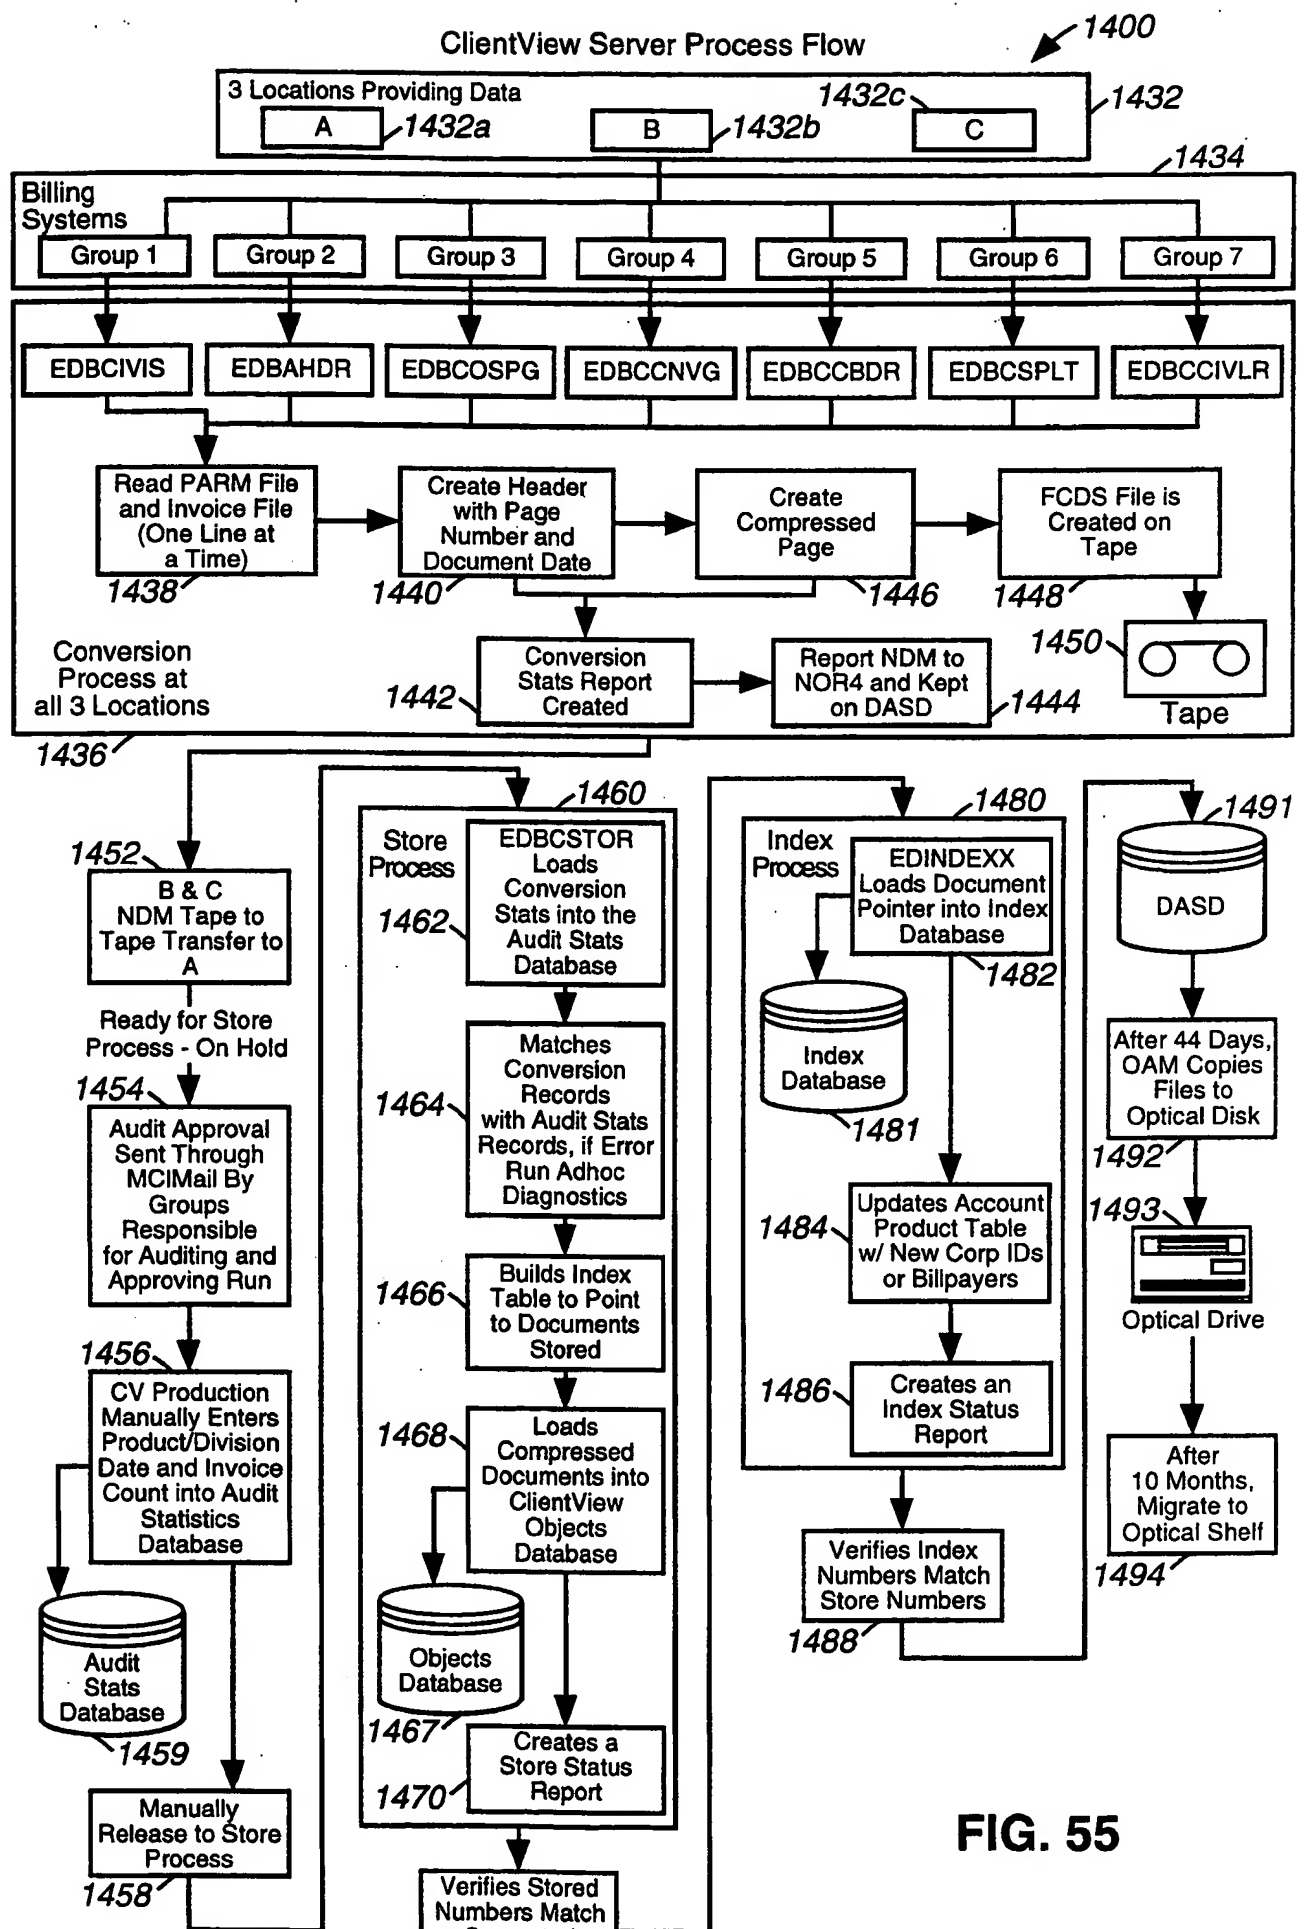 ClientView Server Process Flow
1400
3 Locations Providing Data
1432c
1432
A
1432a
B
1432b
C
1434
Billing
Systems
Group 1
Group 2
Group 3
Group 4
Group 5
Group 6
Group 7
EDBCIVIS
EDBAHDR
EDBCOSPG
EDBCCNVG
EDBCCBDR
EDBCSPLT
EDBCCIVLR
Read PARM File
and Invoice File
(One Line at
a Time)
1438
Create Header
with Page
Number and
Document Date
1440
Create
Compressed
Page
1446
FCDS File is
Created on
Tape
1448
1450
Tape
Conversion
Process at
all 3 Locations
1436
Conversion
Stats Report
Created
1442
Report NDM to
NOR4 and Kept
on DASD
1444
1452
B & C
NDM Tape to
Tape Transfer to
A
Ready for Store
Process - On Hold
1454
Audit Approval
Sent Through
MCIMail By
Groups
Responsible
for Auditing and
Approving Run
1456
CV Production
Manually Enters
Product/Division
Date and Invoice
Count into Audit
Statistics
Database
Audit
Stats
Database
1459
Manually
Release to Store
Process
1458
1460
Store
Process
EDBCSTOR
Loads
Conversion
Stats into the
Audit Stats
Database
1462
Matches
Conversion
Records
with Audit Stats
Records, if Error
Run Adhoc
Diagnostics
1464
Builds Index
Table to Point
to Documents
Stored
1466
Loads
Compressed
Documents into
ClientView
Objects
Database
1468
Objects
Database
1467
Creates a
Store Status
Report
1470
Verifies Stored
Numbers Match
1480
Index
Process
EDINDEXX
Loads Document
Pointer into Index
Database
1482
Index
Database
1481
Updates Account
Product Table
w/ New Corp IDs
or Billpayers
1484
Creates an
Index Status
Report
1486
Verifies Index
Numbers Match
Store Numbers
1488
1491
DASD
After 44 Days,
OAM Copies
Files to
Optical Disk
1492
1493
Optical Drive
After
10 Months,
Migrate to
Optical Shelf
1494
FIG. 55